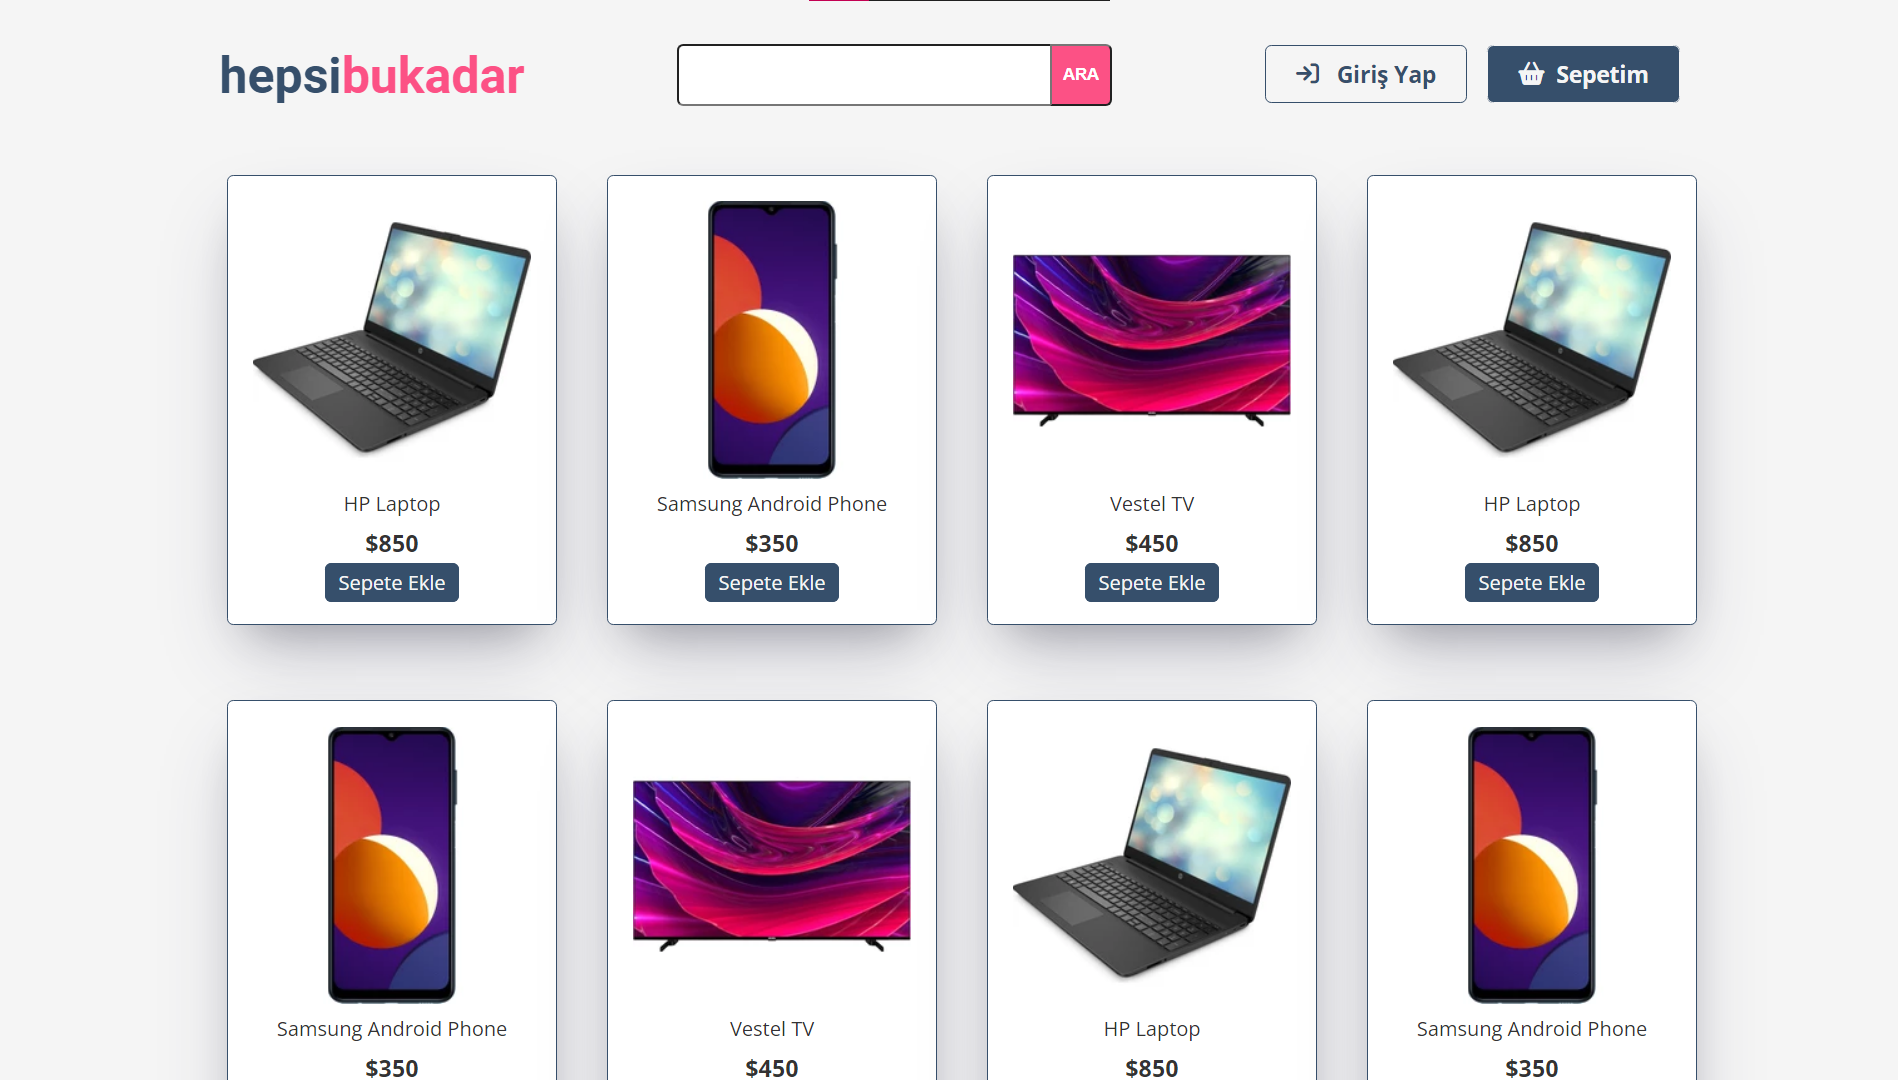 hepsibukadar
ARA
Giriş Yap
Sepetim
HP Laptop
$850
Sepete Ekle
Samsung Android Phone
$350
Sepete Ekle
Vestel TV
$450
Sepete Ekle
HP Laptop
$850
Sepete Ekle
Samsung Android Phone
$350
Vestel TV
$450
HP Laptop
$850
Samsung Android Phone
$350